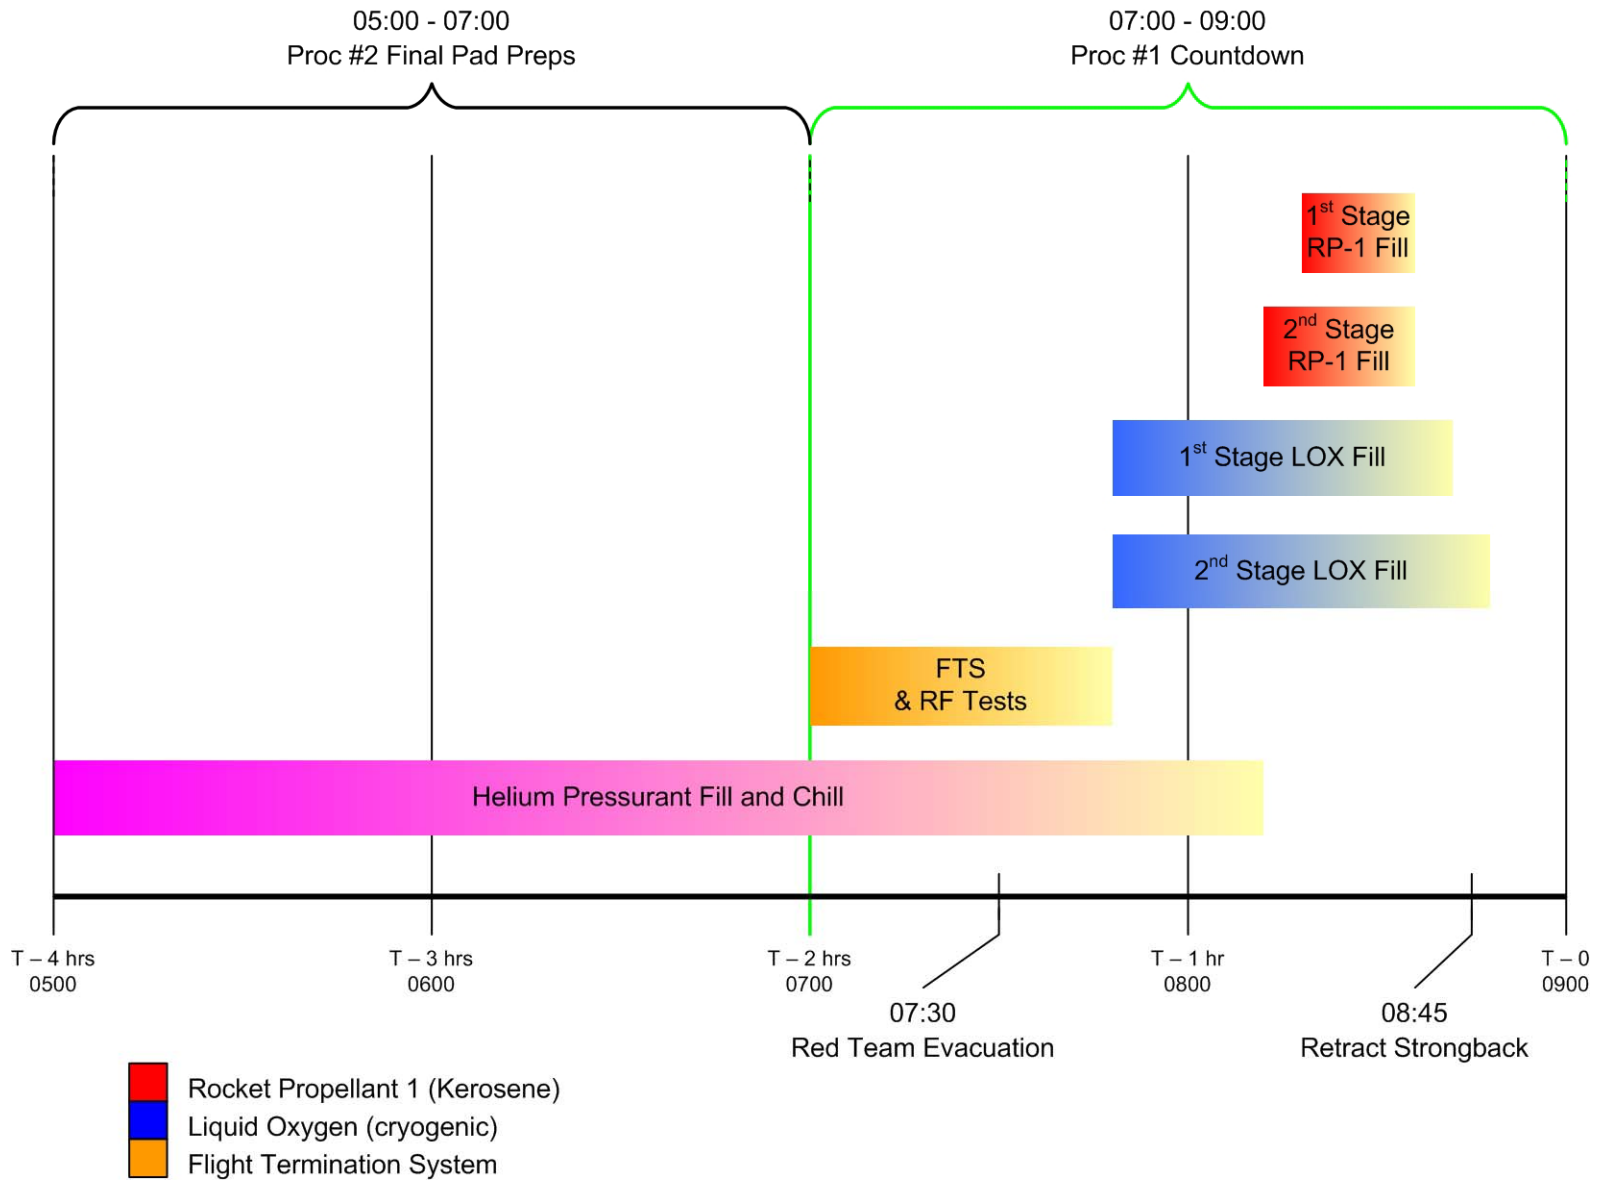 05:00 - 07:00
Proc #2 Final Pad Preps
07:00 - 09:00
Proc #1 Countdown
1st Stage
RP-1 Fill
2nd Stage
RP-1 Fill
1st Stage LOX Fill
2nd Stage LOX Fill
FTS
& RF Tests
Helium Pressurant Fill and Chill
T – 4 hrs
0500
T – 3 hrs
0600
T – 2 hrs
0700
T – 1 hr
0800
T – 0
0900
07:30
Red Team Evacuation
08:45
Retract Strongback
Rocket Propellant 1 (Kerosene)
Liquid Oxygen (cryogenic)
Flight Termination System